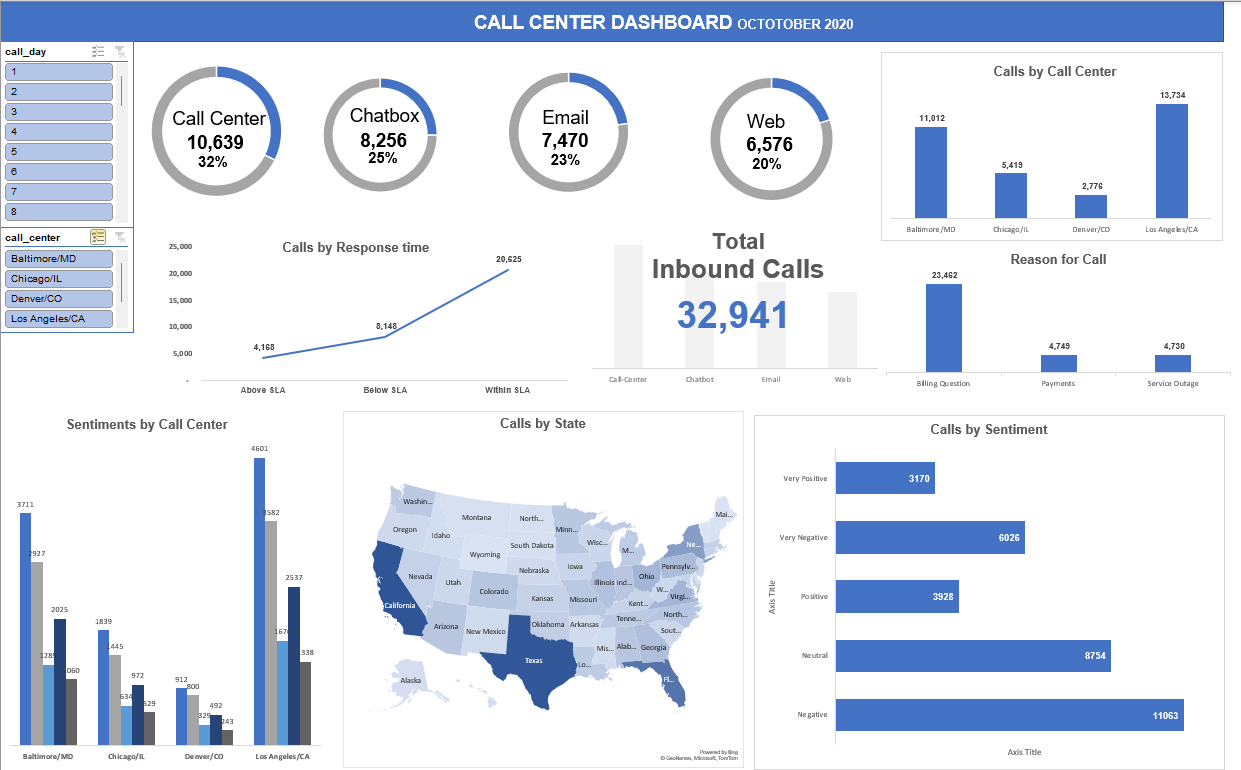 CALL CENTER DASHBOARD OCTOTOBER 2020
call_day
1
2
3
4
5
6
7
8
call_center
Baltimore/MD
Chicago/IL
Denver/CO
Los Angeles/CA
Call Center
10,639
32%
Chatbox
8,256
25%
Email
7,470
23%
Web
6,576
20%
Calls by Call Center
13,734
11,012
5,419
2,776
Baltimore/MD Chicago/IL Denver/CO Los Angeles/CA
Calls by Response time
25,000
20,000
15,000
10,000
5,000
-
20,625
8,148
4,168
Above SLA Below SLA Within SLA
Total
Inbound Calls
32,941
Call-Center Chatbot Email Web
Reason for Call
23,462
4,749
4,730
Billing Question Payments Service Outage
Sentiments by Call Center
3711
2927
2025
1060
1839
1445
634
972
529
912
800
325
492
243
4601
3582
2537
Baltimore/MD Chicago/IL Denver/CO Los Angeles/CA
Calls by State
Washin...
Montana
North...
Minn...
Mai...
Oregon
Idaho
Wisc...
M...
Ne...
South Dakota
Wyoming
Pennsylv...
Nebraska
Iowa
Nevada
Utah
Colorado
Illinois
Ind...
Ohio
W...
Virgi...
Kansas
Missouri
Kent...
California
North...
Arizona
New Mexico
Oklahoma
Arkansas
Tenne...
South...
Mis...
Alab...
Georgia
Texas
Lo...
Fl...
Alaska
Powered by Bing
© GeoNames, Microsoft, TomTom
Calls by Sentiment
Axis Title
Very Positive 3170
Very Negative 6026
Positive 3928
Neutral 8754
Negative 11063
Axis Title